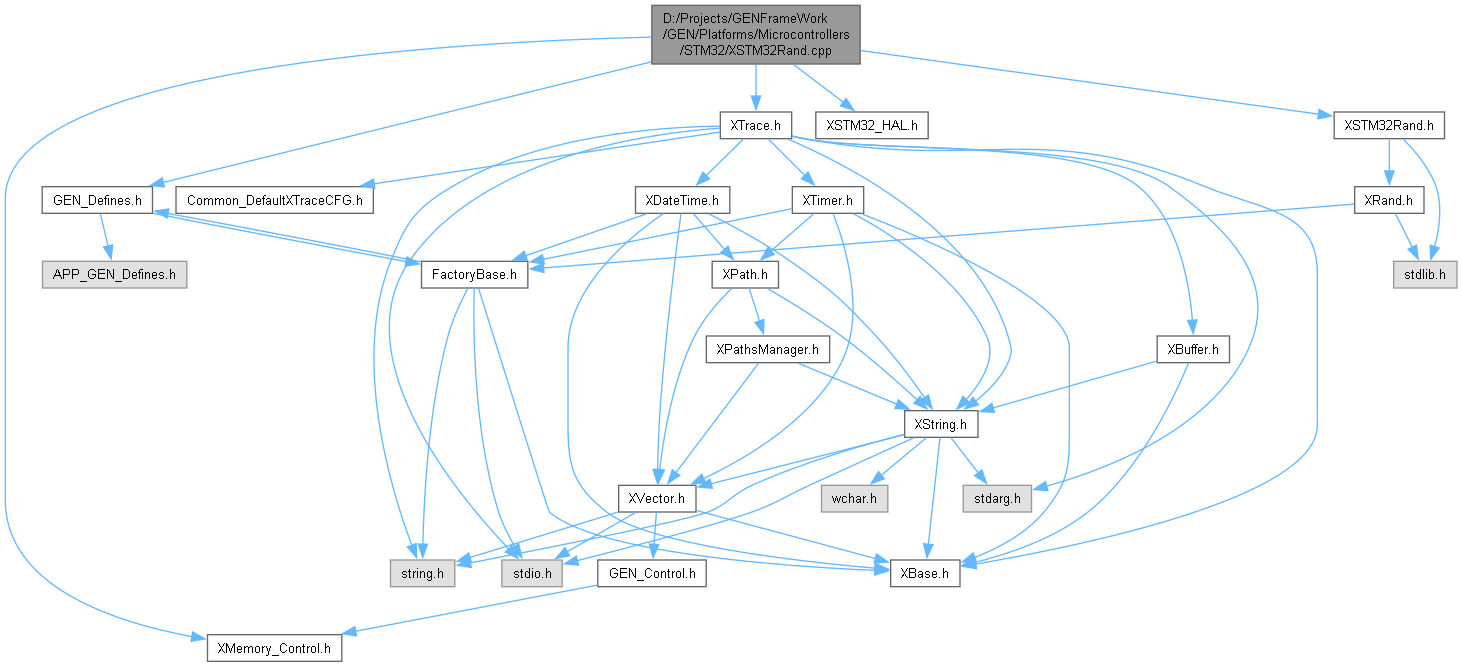 D:/Projects/GENFrameWork
/GEN/Platforms/Microcontrollers
/STM32/XSTM32Rand.cpp
XTrace.h
XSTM32_HAL.h
XSTM32Rand.h
GEN_Defines.h
Common_DefaultXTraceCFG.h
XDateTime.h
XTimer.h
XRand.h
APP_GEN_Defines.h
FactoryBase.h
XPath.h
stdlib.h
XPathsManager.h
XBuffer.h
XString.h
XVector.h
wchar.h
stdarg.h
string.h
stdio.h
GEN_Control.h
XBase.h
XMemory_Control.h